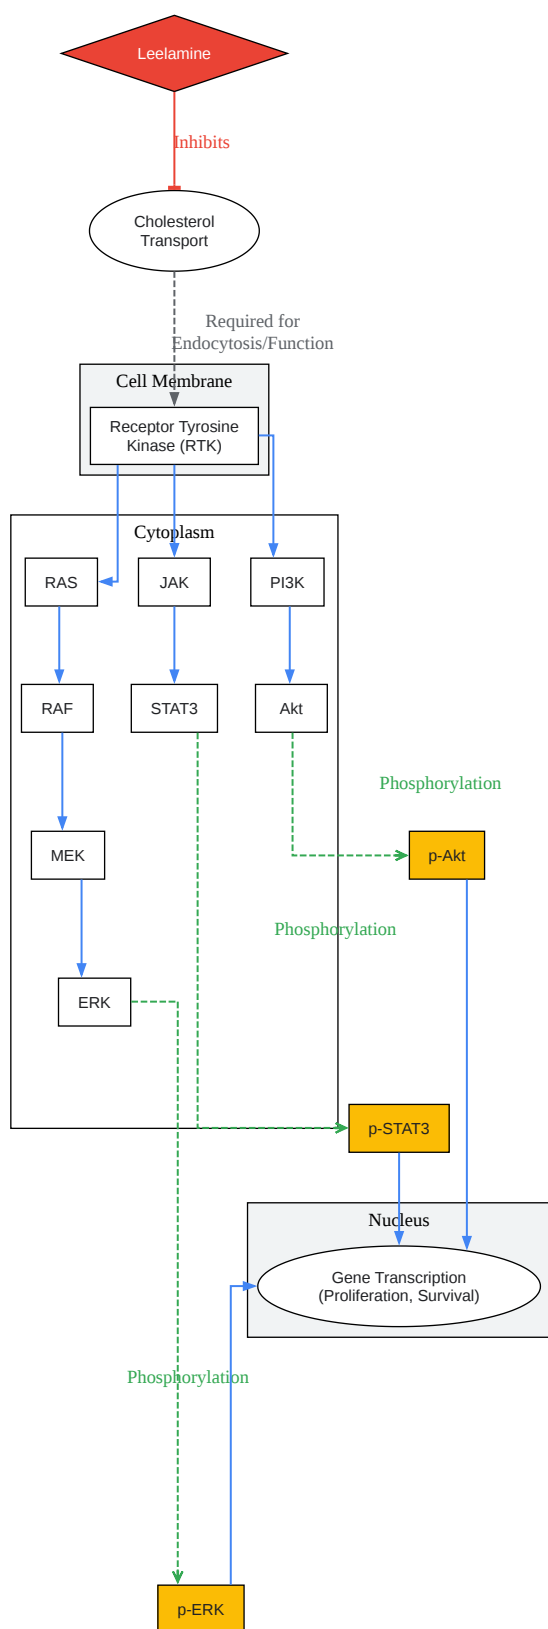 Leelamine
Inhibits
Cholesterol
Transport
Required for
Endocytosis/Function
Cell Membrane
Receptor Tyrosine
Kinase (RTK)
Cytoplasm
RAS
JAK
PI3K
RAF
STAT3
Akt
Phosphorylation
MEK
p-Akt
Phosphorylation
ERK
p-STAT3
Nucleus
Gene Transcription
(Proliferation, Survival)
Phosphorylation
p-ERK